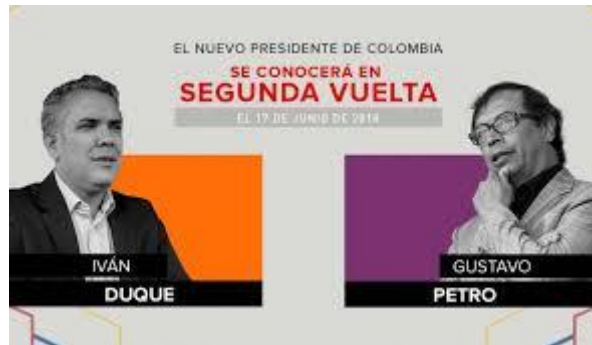 EL NUEVO PRESIDENTE DE COLOMBIA
SE CONOCERÁ EN
SEGUNDA VUELTA
EL 17 DE JUNIO DE 2018
IVÁN
DUQUE
GUSTAVO
PETRO